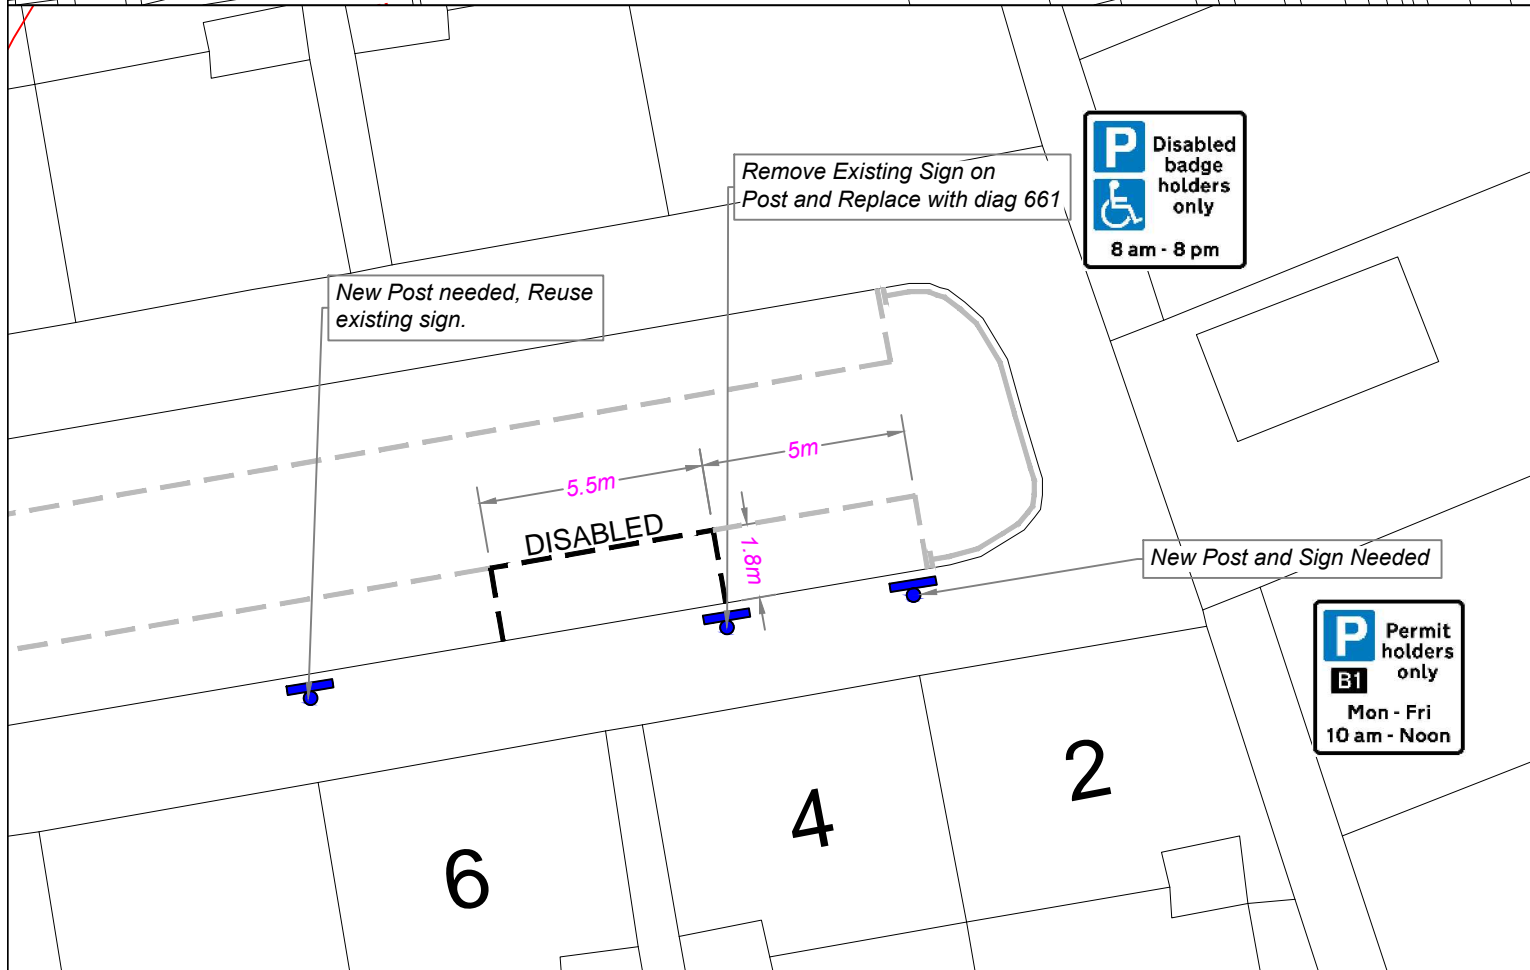 Remove Existing Sign on
Post and Replace with diag 661
P
Disabled
badge
holders
only
8 am - 8 pm
New Post needed, Reuse
existing sign.
5m
5.5m
DISABLED
1.8m
New Post and Sign Needed
P
Permit
holders
only
B1
Mon - Fri
10 am - Noon
2
4
6